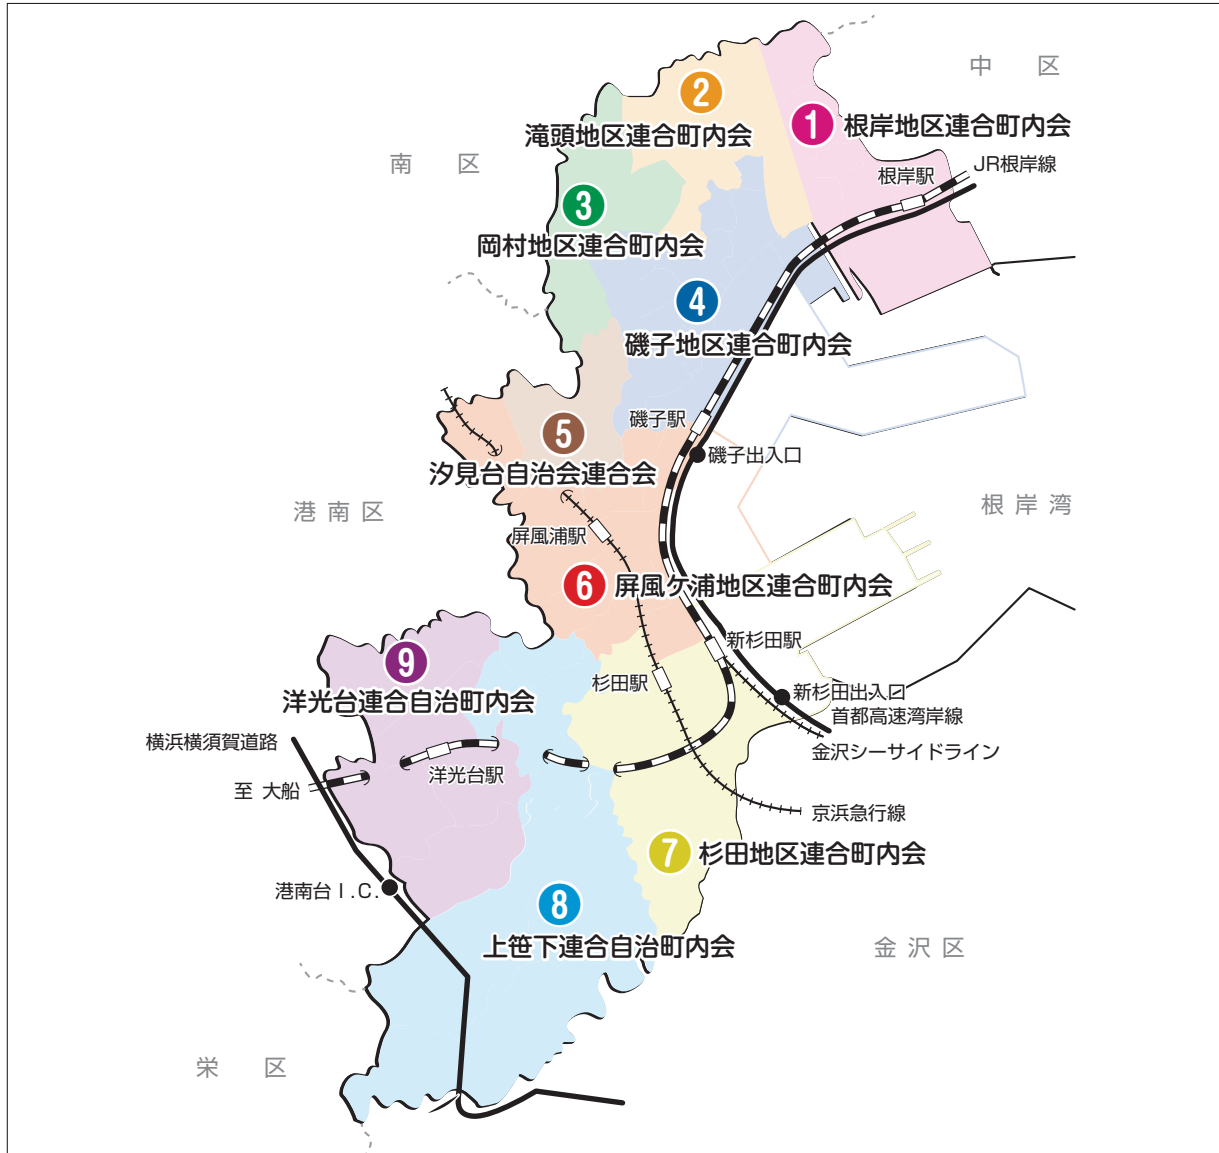 中 区
2
滝頭地区連合町内会
1 根岸地区連合町内会
南 区
根岸駅
JR根岸線
3
岡村地区連合町内会
4
磯子地区連合町内会
磯子駅
5
汐見台自治会連合会
磯子出入口
港南区
根岸湾
屏風浦駅
6 屏風ケ浦地区連合町内会
新杉田駅
9
洋光台連合自治町内会
杉田駅
新杉田出入口
首都高速湾岸線
横浜横須賀道路
金沢シーサイドライン
洋光台駅
至 大船
京浜急行線
7 杉田地区連合町内会
港南台I.C.
8
上笹下連合自治町内会
金沢区
栄 区